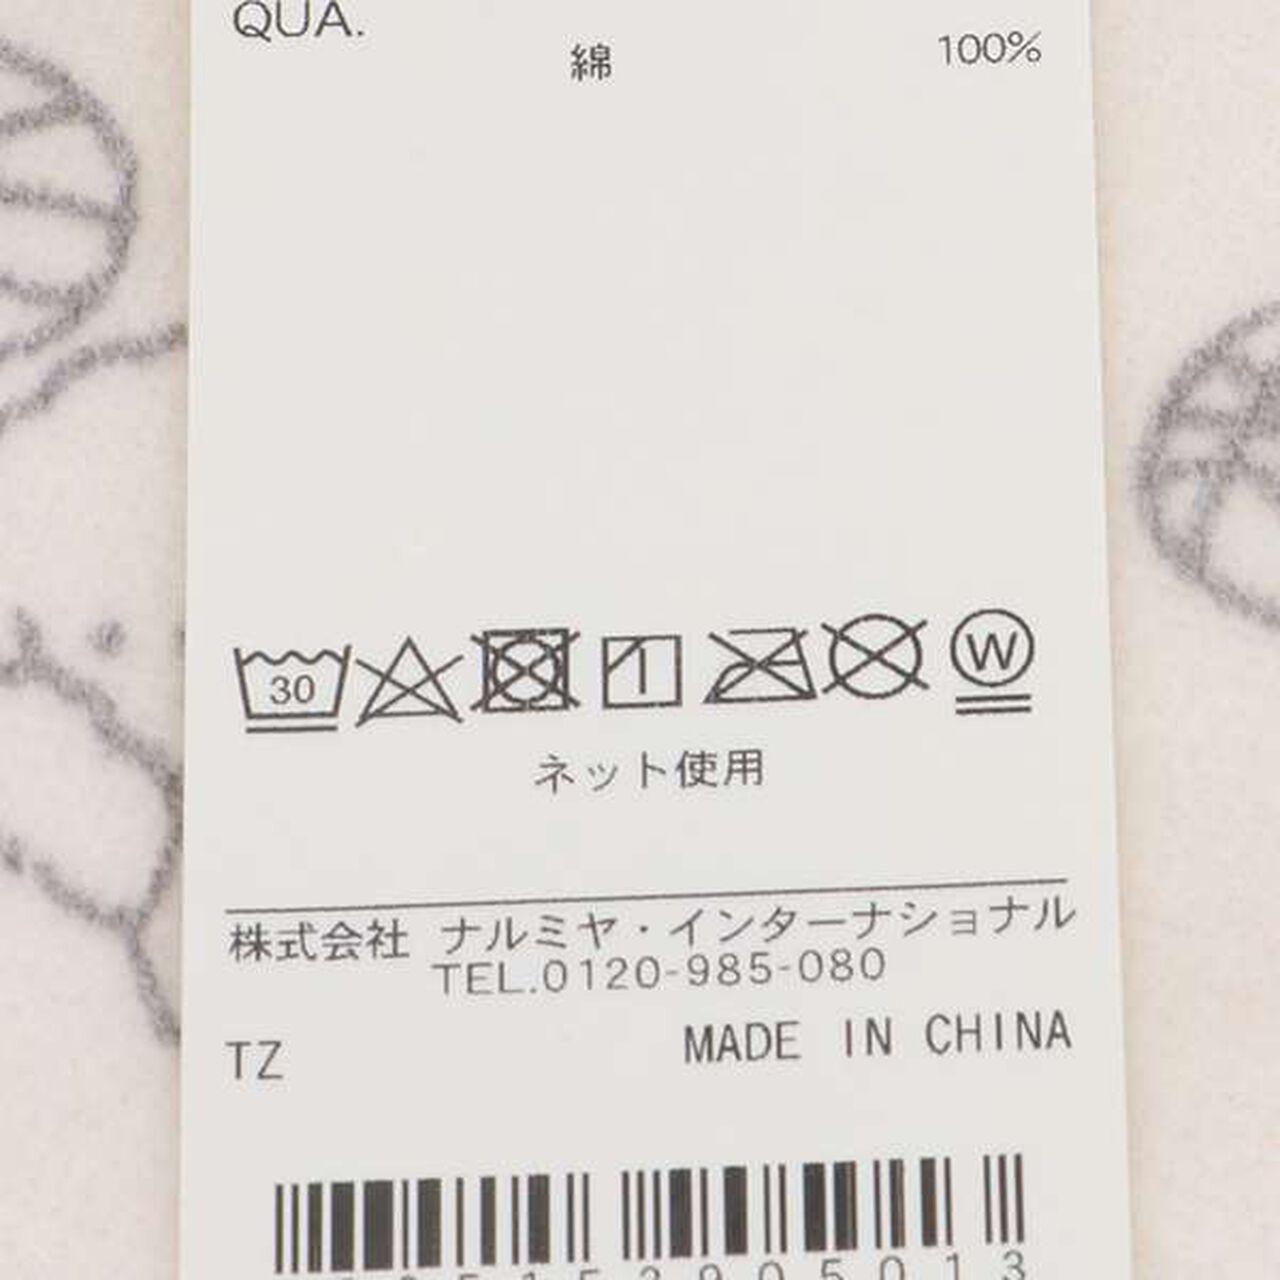 QUA.
綿 100%
30 W
ネット使用
株式会社 ナルミヤ・インターナショナル
TEL.0120-985-080
TZ MADE IN CHINA